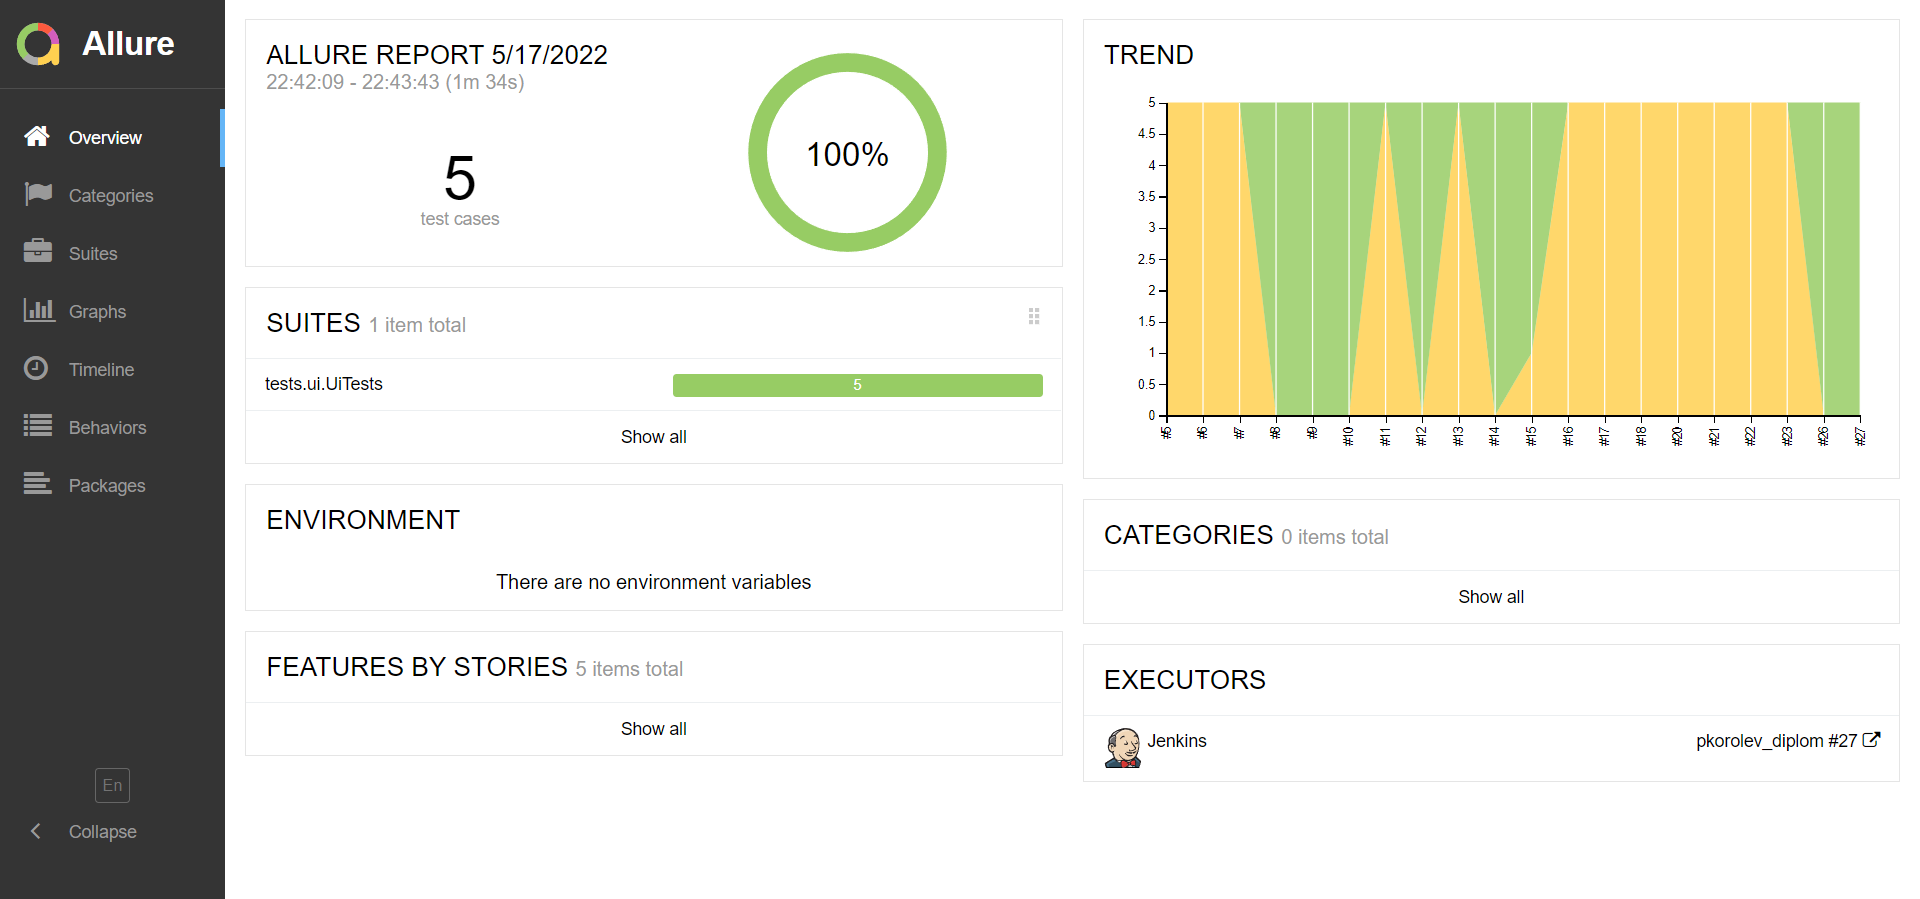 Allure
Overview
Categories
Suites
Graphs
Timeline
Behaviors
Packages
En
Collapse
ALLURE REPORT 5/17/2022
22:42:09 - 22:43:43 (1m 34s)
5
test cases
100%
SUITES 1 item total
tests.ui.UiTests 5
Show all
ENVIRONMENT
There are no environment variables
FEATURES BY STORIES 5 items total
Show all
TREND
5
4.5
4
3.5
3
2.5
2
1.5
1
0.5
0
#5 #6 #7 #8 #9 #10 #11 #12 #13 #14 #15 #16 #17 #18 #20 #21 #22 #23 #26 #27
CATEGORIES 0 items total
Show all
EXECUTORS
Jenkins pkorolev_diplom #27